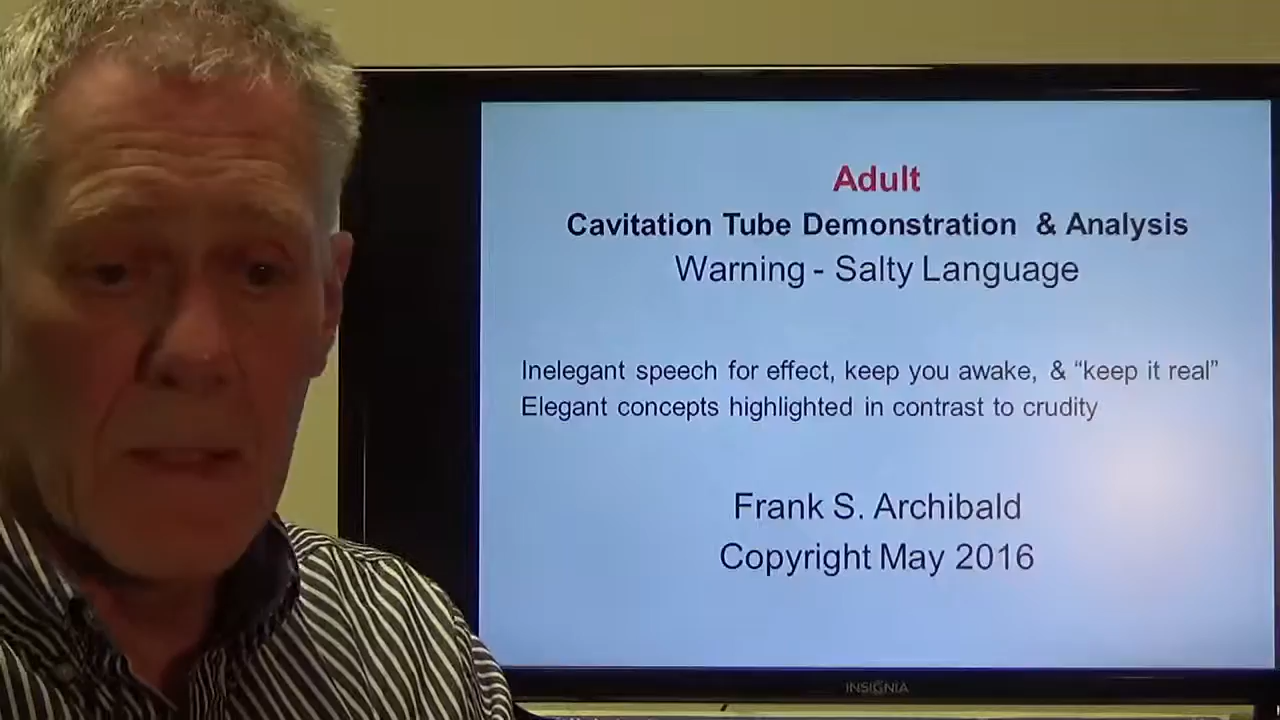 Adult
Cavitation Tube Demonstration & Analysis
Warning - Salty Language
Inelegant speech for effect, keep you awake, & “keep it real”
Elegant concepts highlighted in contrast to crudity
Frank S. Archibald
Copyright May 2016
INSIGNIA